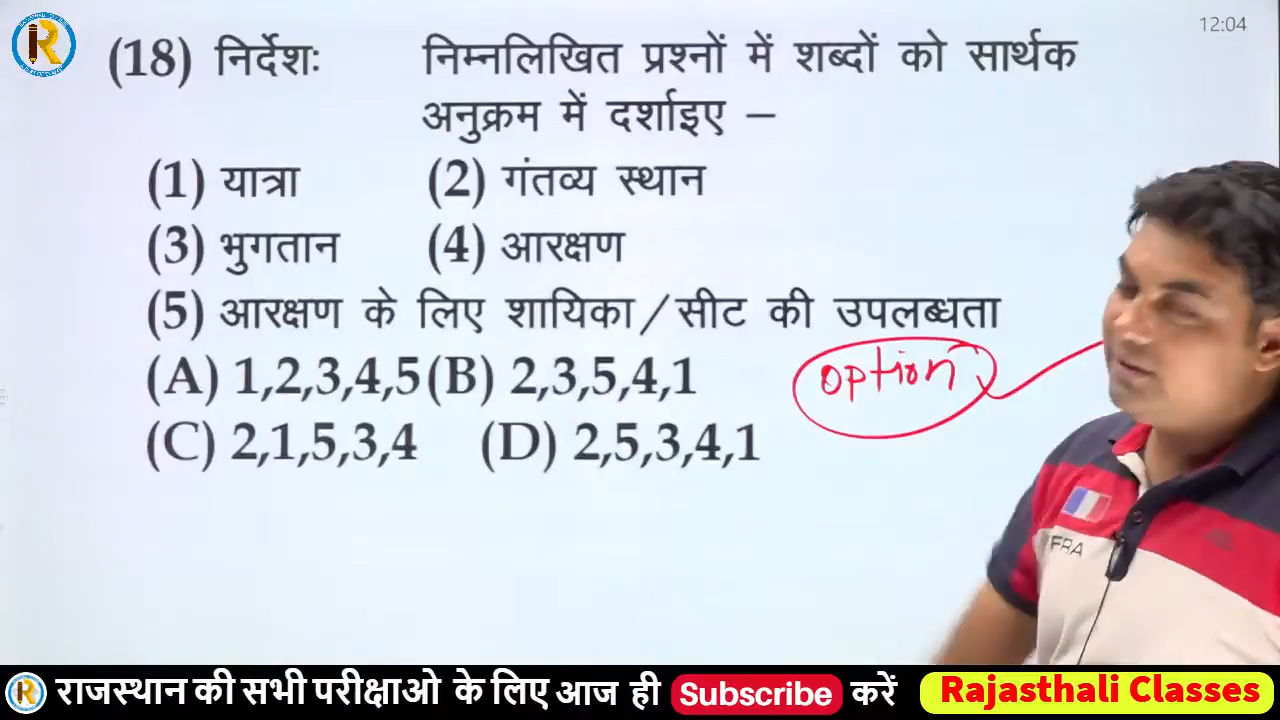 12:04
(18) निर्देशः निम्नलिखित प्रश्नों में शब्दों को सार्थक
अनुक्रम में दर्शाइए –
(1) यात्रा (2) गंतव्य स्थान
(3) भुगतान (4) आरक्षण
(5) आरक्षण के लिए शायिका/सीट की उपलब्धता
(A) 1,2,3,4,5 (B) 2,3,5,4,1
option
(C) 2,1,5,3,4 (D) 2,5,3,4,1
FRA
राजस्थान की सभी परीक्षाओ के लिए आज ही Subscribe करें Rajasthali Classes